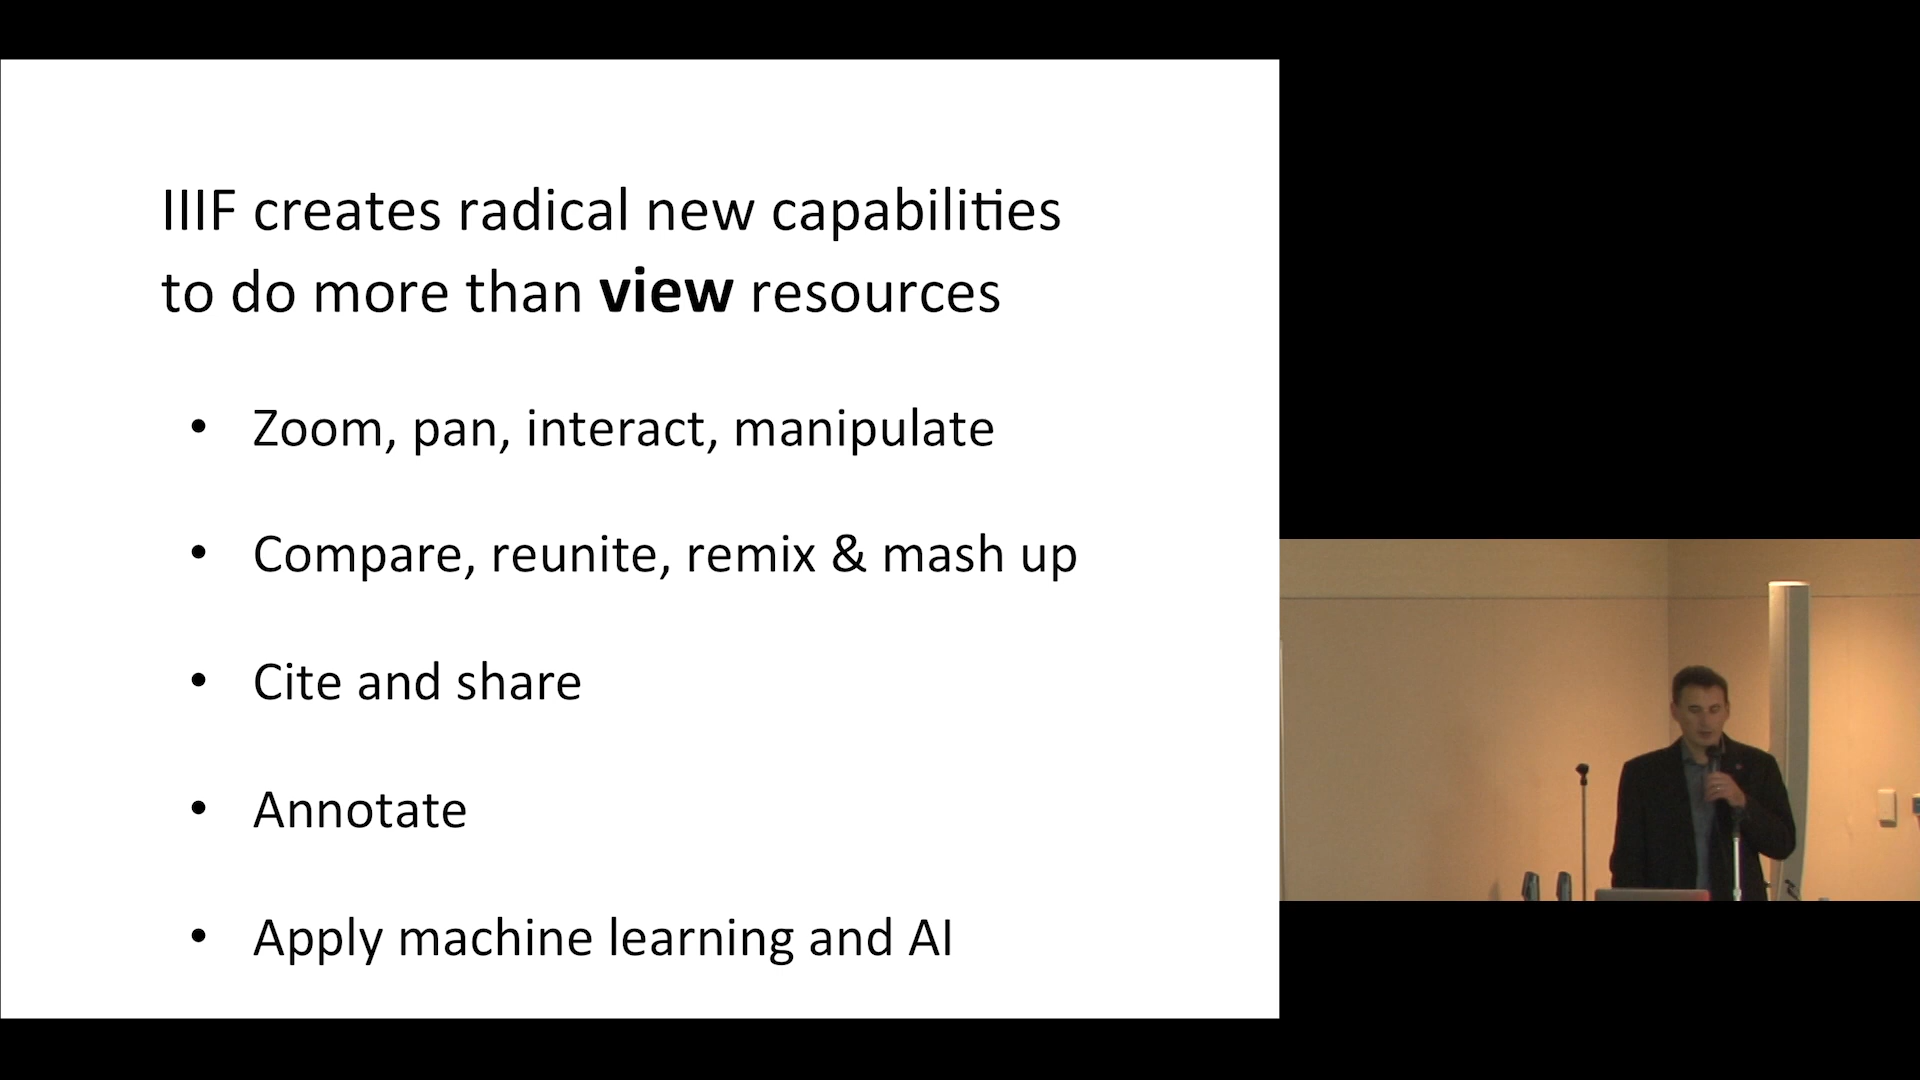 IIIF creates radical new capabilities
to do more than view resources
• Zoom, pan, interact, manipulate
• Compare, reunite, remix & mash up
• Cite and share
• Annotate
• Apply machine learning and AI